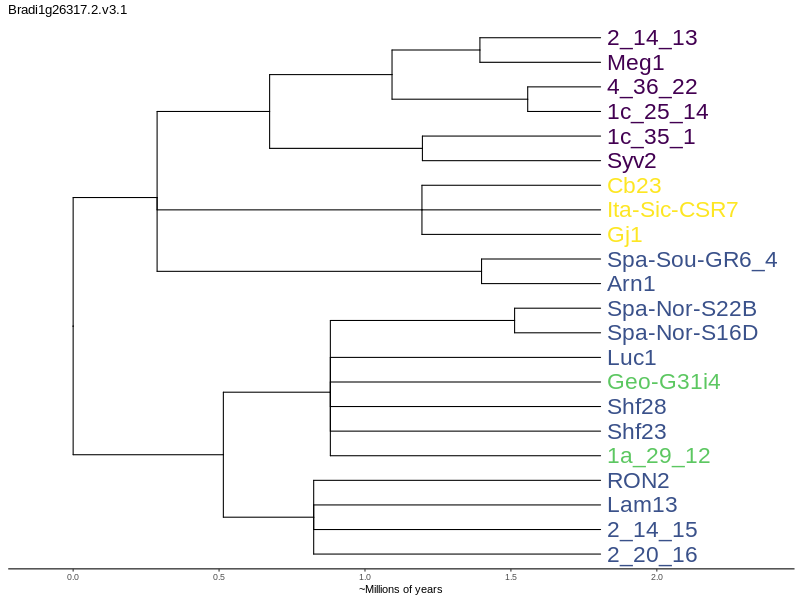 Bradi1g26317.2.v3.1
2_14_13
Meg1
4_36_22
1c_25_14
1c_35_1
Syv2
Cb23
Ita-Sic-CSR7
Gj1
Spa-Sou-GR6_4
Arn1
Spa-Nor-S22B
Spa-Nor-S16D
Luc1
Geo-G31i4
Shf28
Shf23
1a_29_12
RON2
Lam13
2_14_15
2_20_16
0.0 0.5 1.0 1.5 2.0
~Millions of years